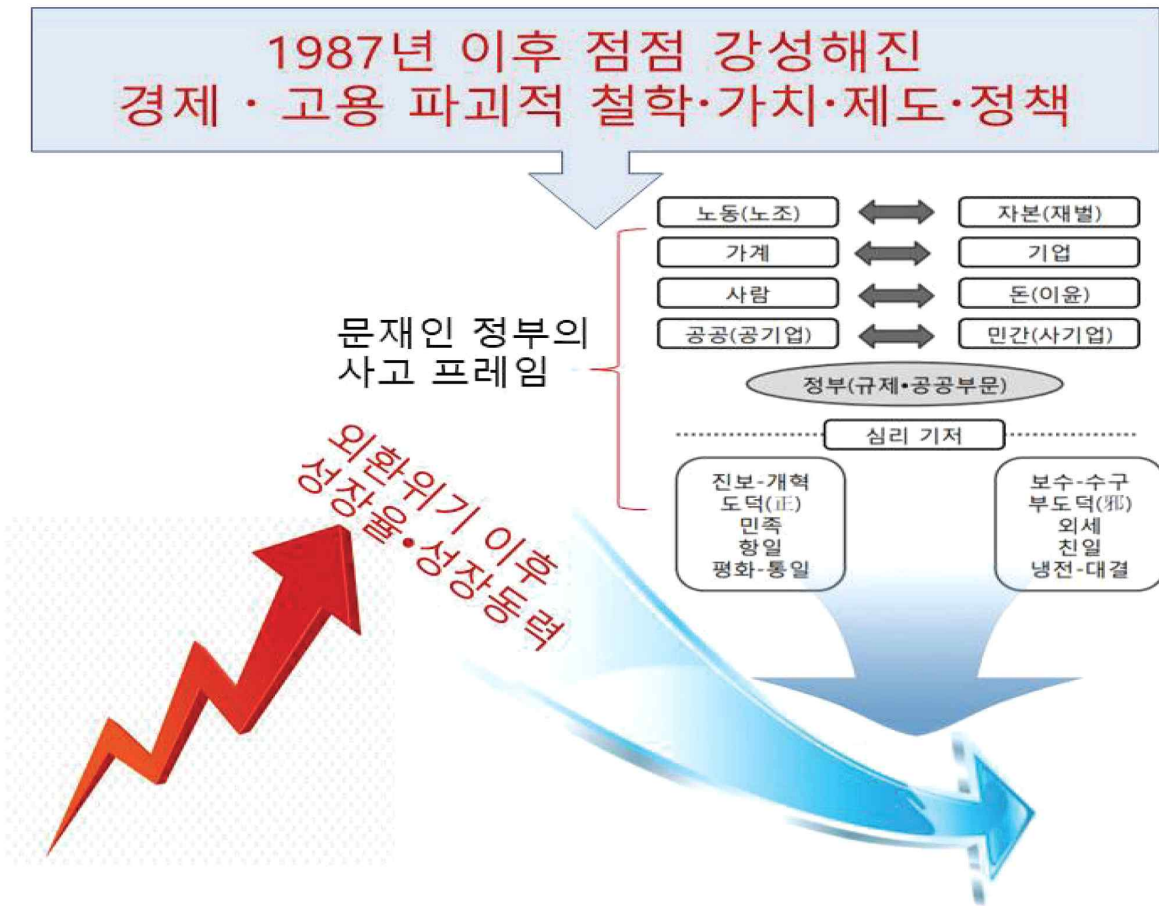 1987년 이후 점점 강성해진
경제・고용 파괴적 철학•가치•제도•정책
노동(노조)
자본(재벌)
가계
기업
사람
돈(이윤)
공공(공기업)
민간(사기업)
문재인 정부의
사고 프레임
정부(규제•공공부문)
심리 기저
진보-개혁
도덕(正)
민족
항일
평화-통일
보수-수구
부도덕(邪)
외세
친일
냉전-대결
외환위기 이후
성장율•성장동력